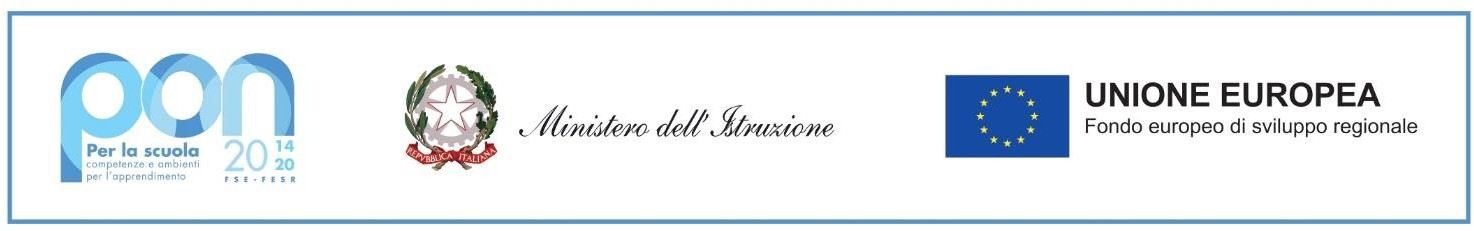 pon
Per la scuola
competenze e ambienti
per l'apprendimento
20 14
20
FSE-FESR
REPVBBLICA ITALIANA
Ministero dell'Istruzione
UNIONE EUROPEA
Fondo europeo di sviluppo regionale